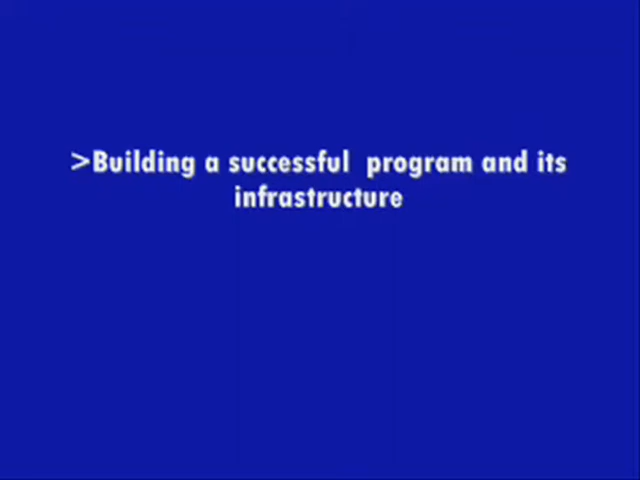 >Building a successful  program and its
infrastructure